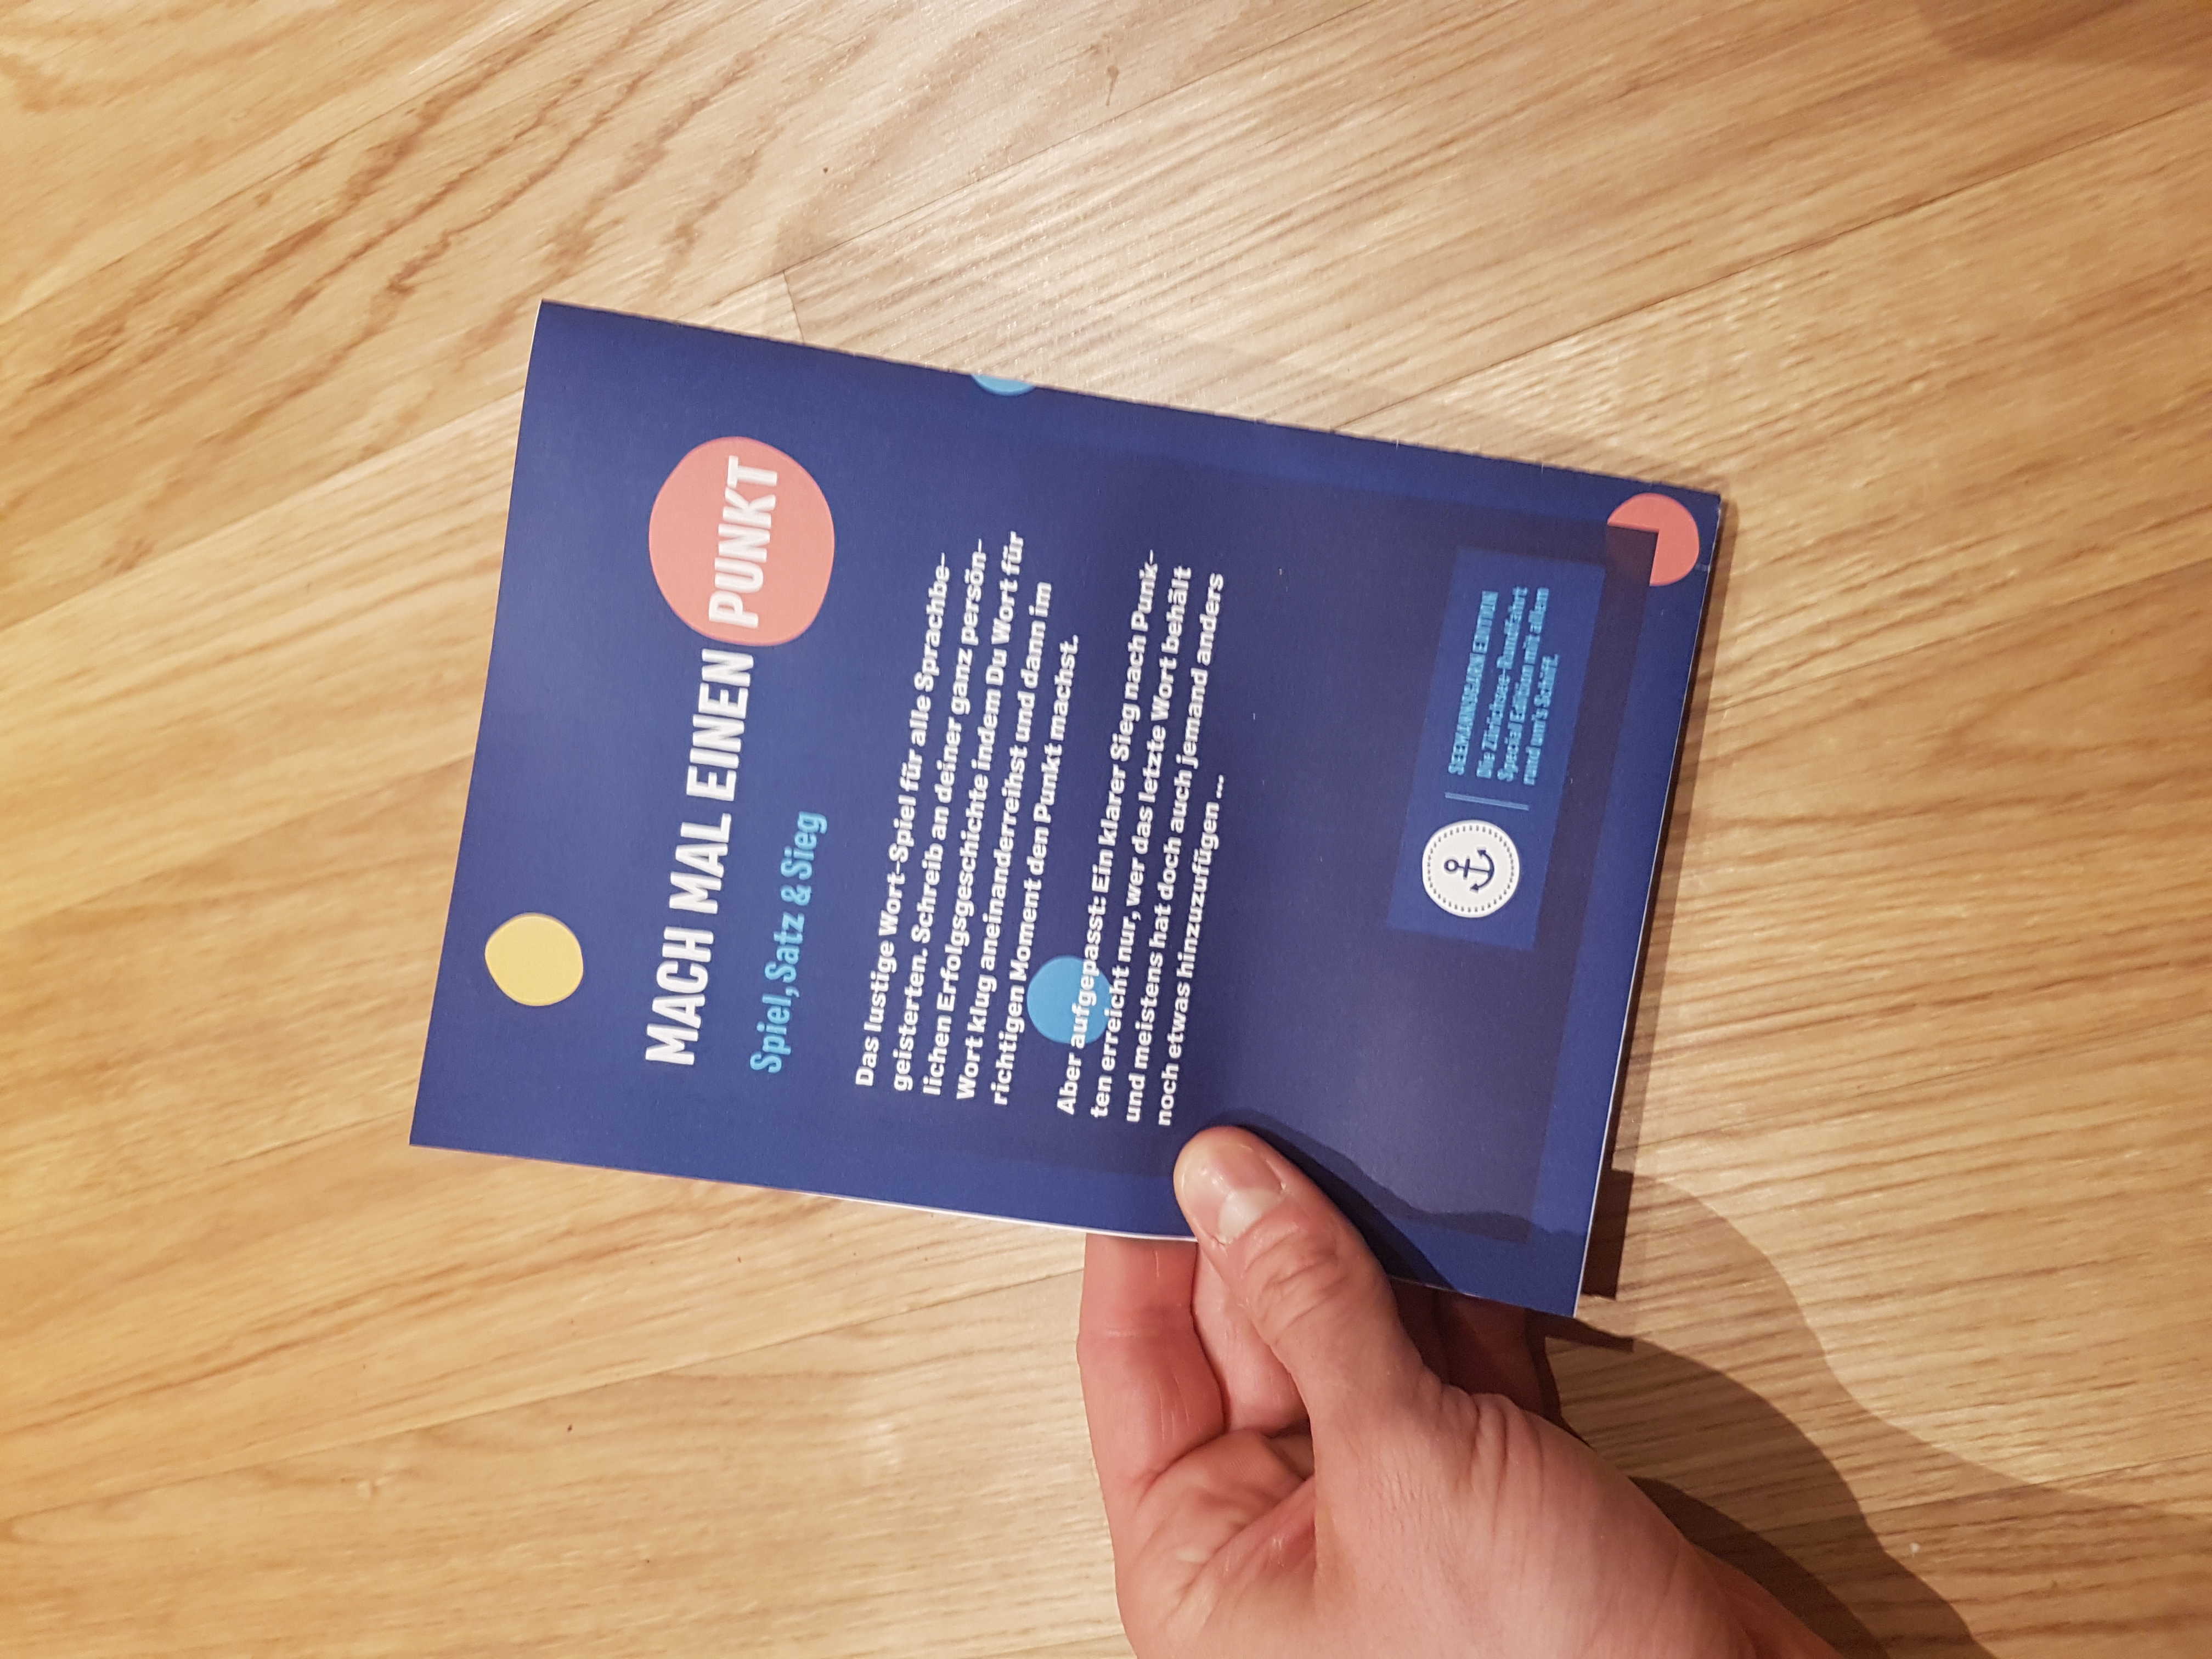 MACH MAL EINEN PUNKT
Spiel, Satz & Sieg
Das lustige Wort-Spiel für alle Sprachbe-
geisterten. Schreib an deiner ganz persön-
lichen Erfolgsgeschichte indem Du Wort für
Wort klug aneinanderreihst und dann im
richtigen Moment den Punkt machst.
Aber aufgepasst: Ein klarer Sieg nach Punk-
ten erreicht nur, wer das letzte Wort behält
und meistens hat doch auch jemand anders
noch etwas hinzuzufügen ...
SEEMANNSGARN EDITION
Die Zürichsee-Rundfahrt
Special Edition mit allem
rund um's Schiff.